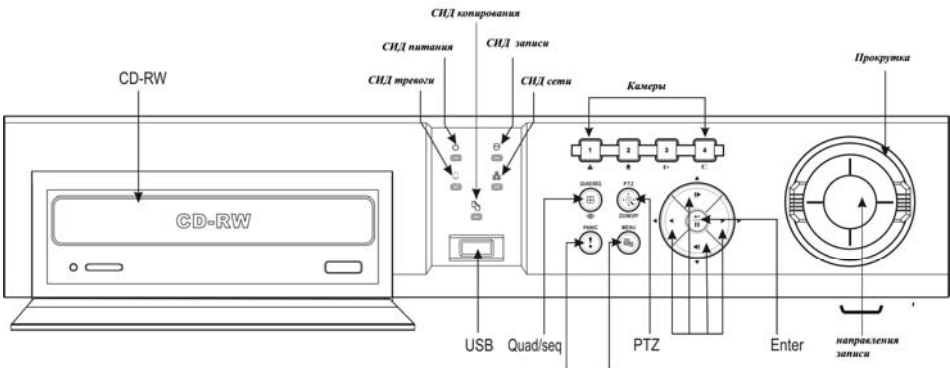 СИД копирования
СИД питания
СИД записи
СИД тревоги
СИД сети
CD-RW
Камеры
Прокрутка
1 2 3 4
QUAD/SEQ
PTZ
CD-RW
ZOOM/PIP
PANIC
MENU
USB
Quad/seq
PTZ
Enter
направления
записи